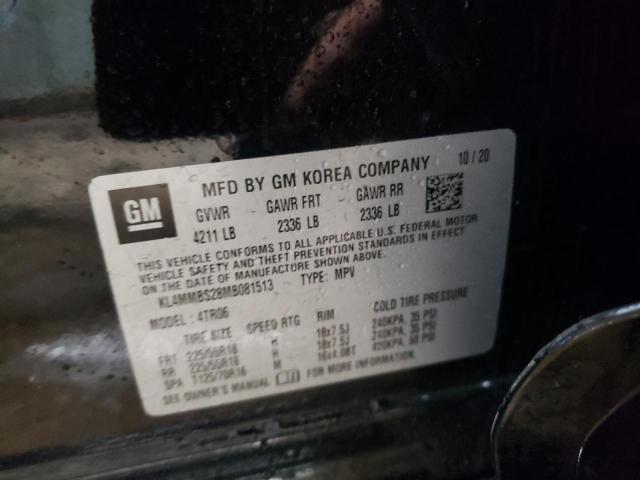 GM
MFD BY GM KOREA COMPANY 10/20
GVWR GAWR FRT GAWR RR
4211 LB 2336 LB 2336 LB
THIS VEHICLE CONFORMS TO ALL APPLICABLE U.S. FEDERAL MOTOR
VEHICLE SAFETY AND THEFT PREVENTION STANDARDS IN EFFECT
ON THE DATE OF MANUFACTURE SHOWN ABOVE.
KL4MMBS28MB081513 TYPE: MPV
MODEL: 4TR06
TIRE SIZE SPEED RTG RIM COLD TIRE PRESSURE
FRT 225/55R18 H 18x7.5J 240KPA, 35 PSI
RR 225/55R18 H 18x7.5J 240KPA, 35 PSI
SPA T125/70R16 M 16x4.0BT 420KPA, 60 PSI
SEE OWNER'S MANUAL FOR MORE INFORMATION.